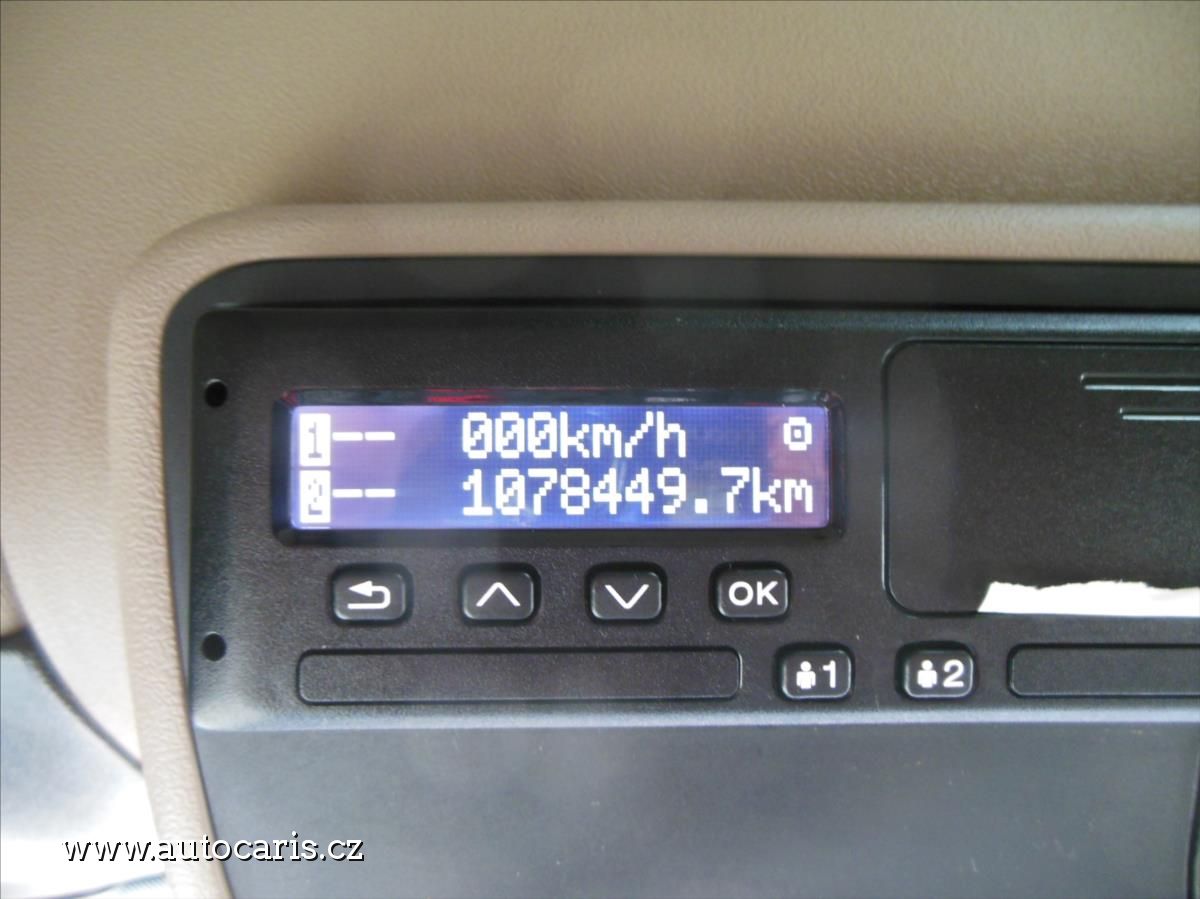 1-- 000km/h
2-- 1078449.7km
OK
1 2
www.autocaris.cz